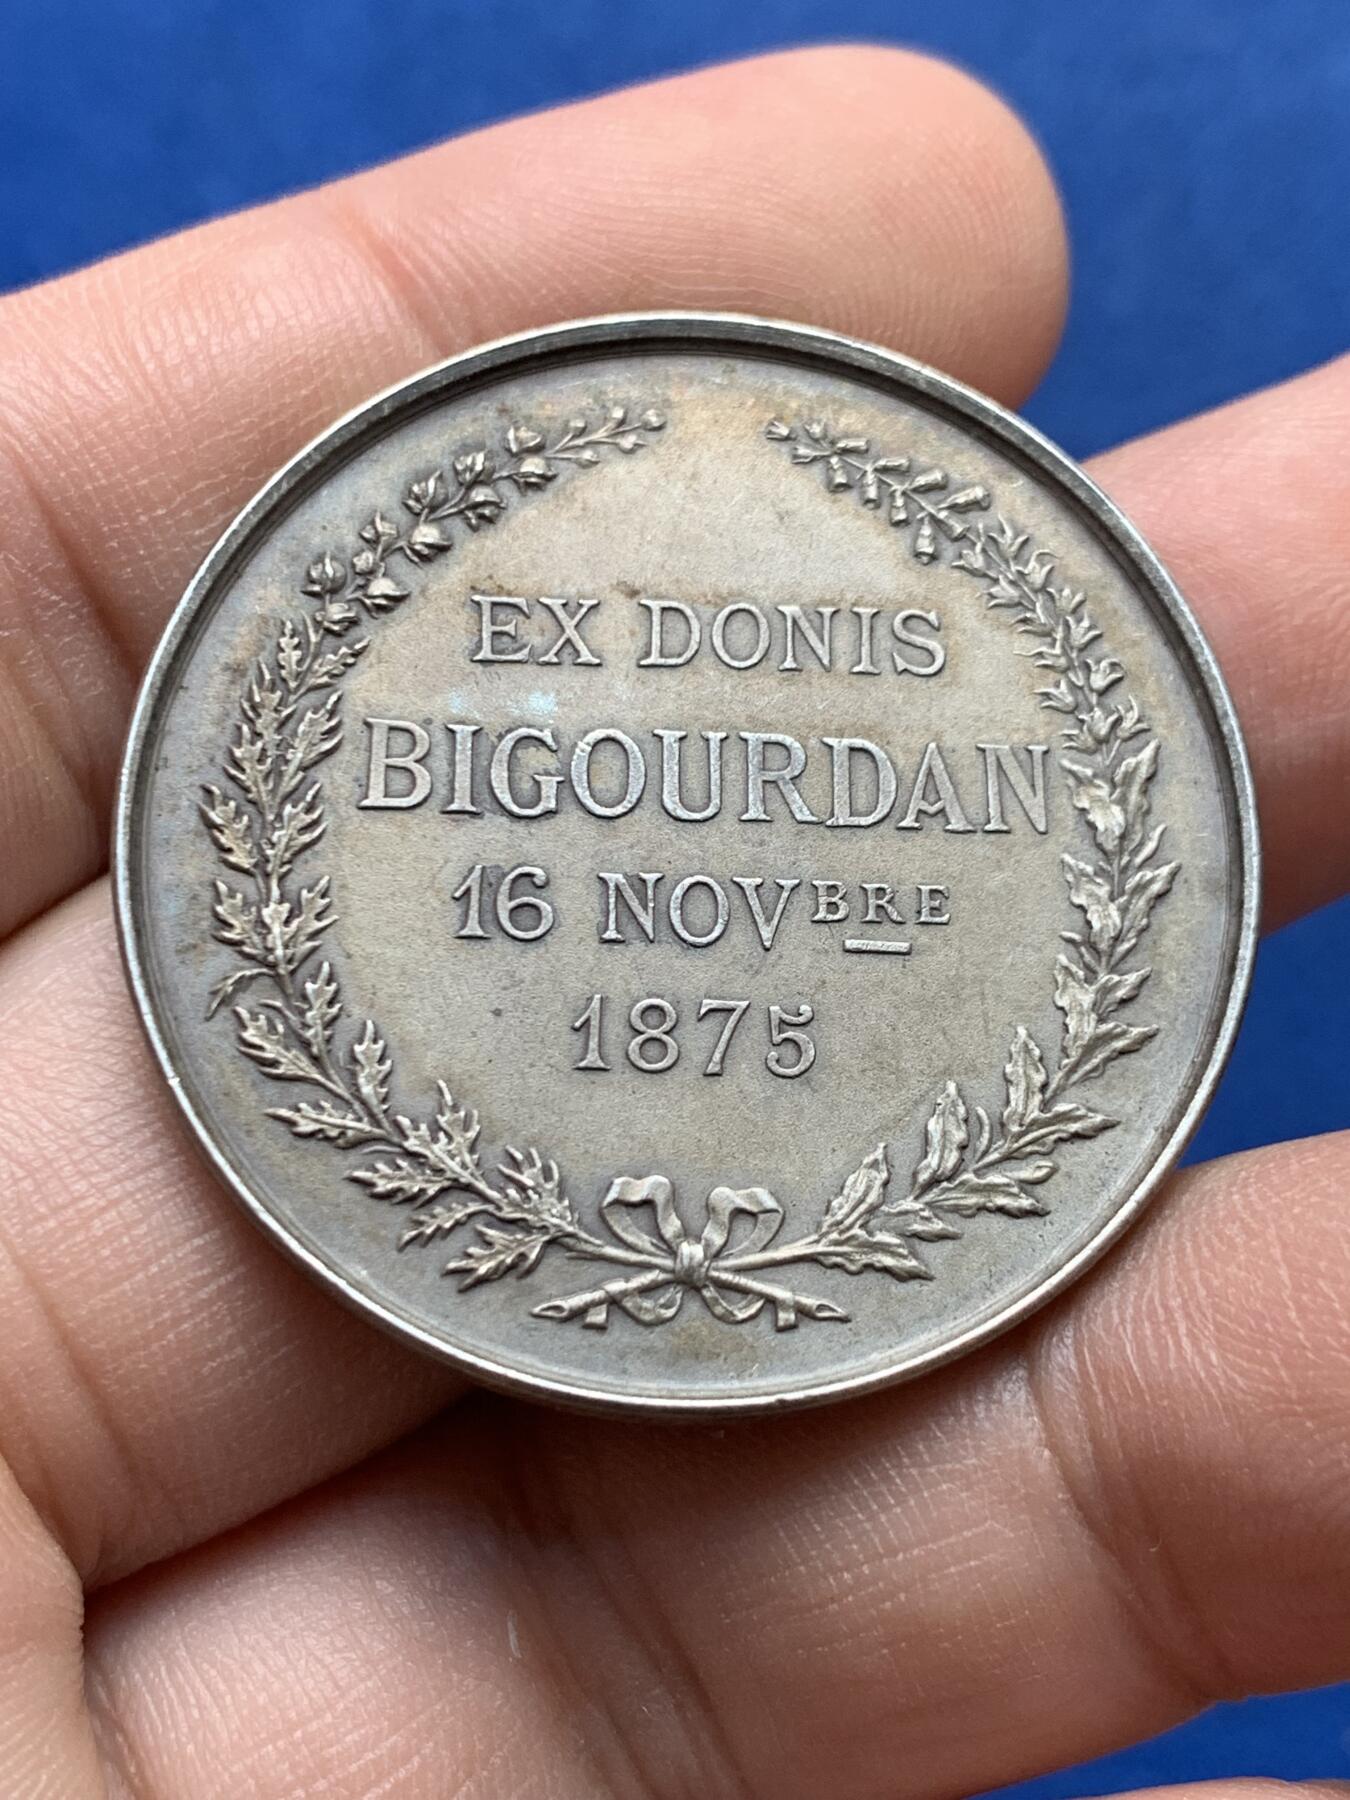 EX DONIS
BIGOURDAN
16 NOVBRE
1875